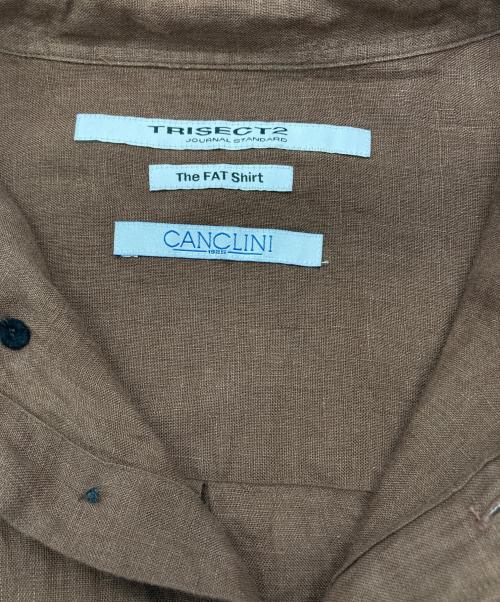 TRISECT2
JOURNAL STANDARD
The FAT Shirt
CANCLINI
1925